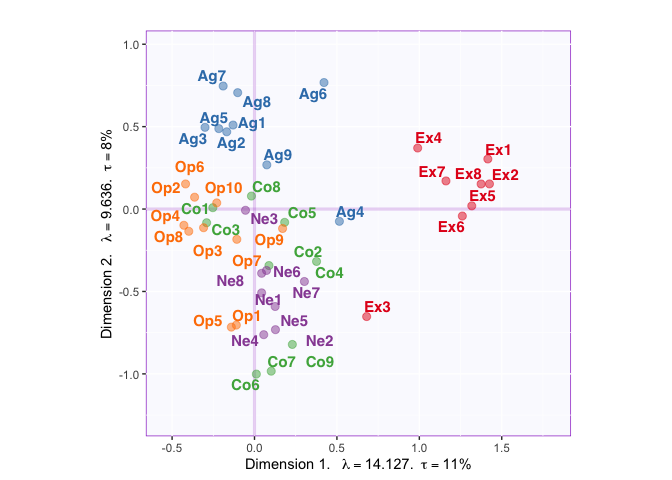 1.0
Ag7
Ag8
Ag6
Ag5
Ag1
0.5
Ag3
Ag2
Ex4
Ag9
Ex1
Op6
Ex7
Ex8
Ex2
Op2
Op10
Co8
Ex5
0.0
Op4
Co1
Ne3
Co5
Ag4
Op8
Co3
Op9
Ex6
Op3
Co2
Op7
Ne6
Co4
Ne8
-0.5
Ne1
Ne7
Ex3
Op5
Op1
Ne5
Ne4
Ne2
Co7
Co9
-1.0
Co6
-0.5
0.0
0.5
1.0
1.5
Dimension 1. λ = 14.127. τ = 11%
Dimension 2. λ = 9.636. τ = 8%